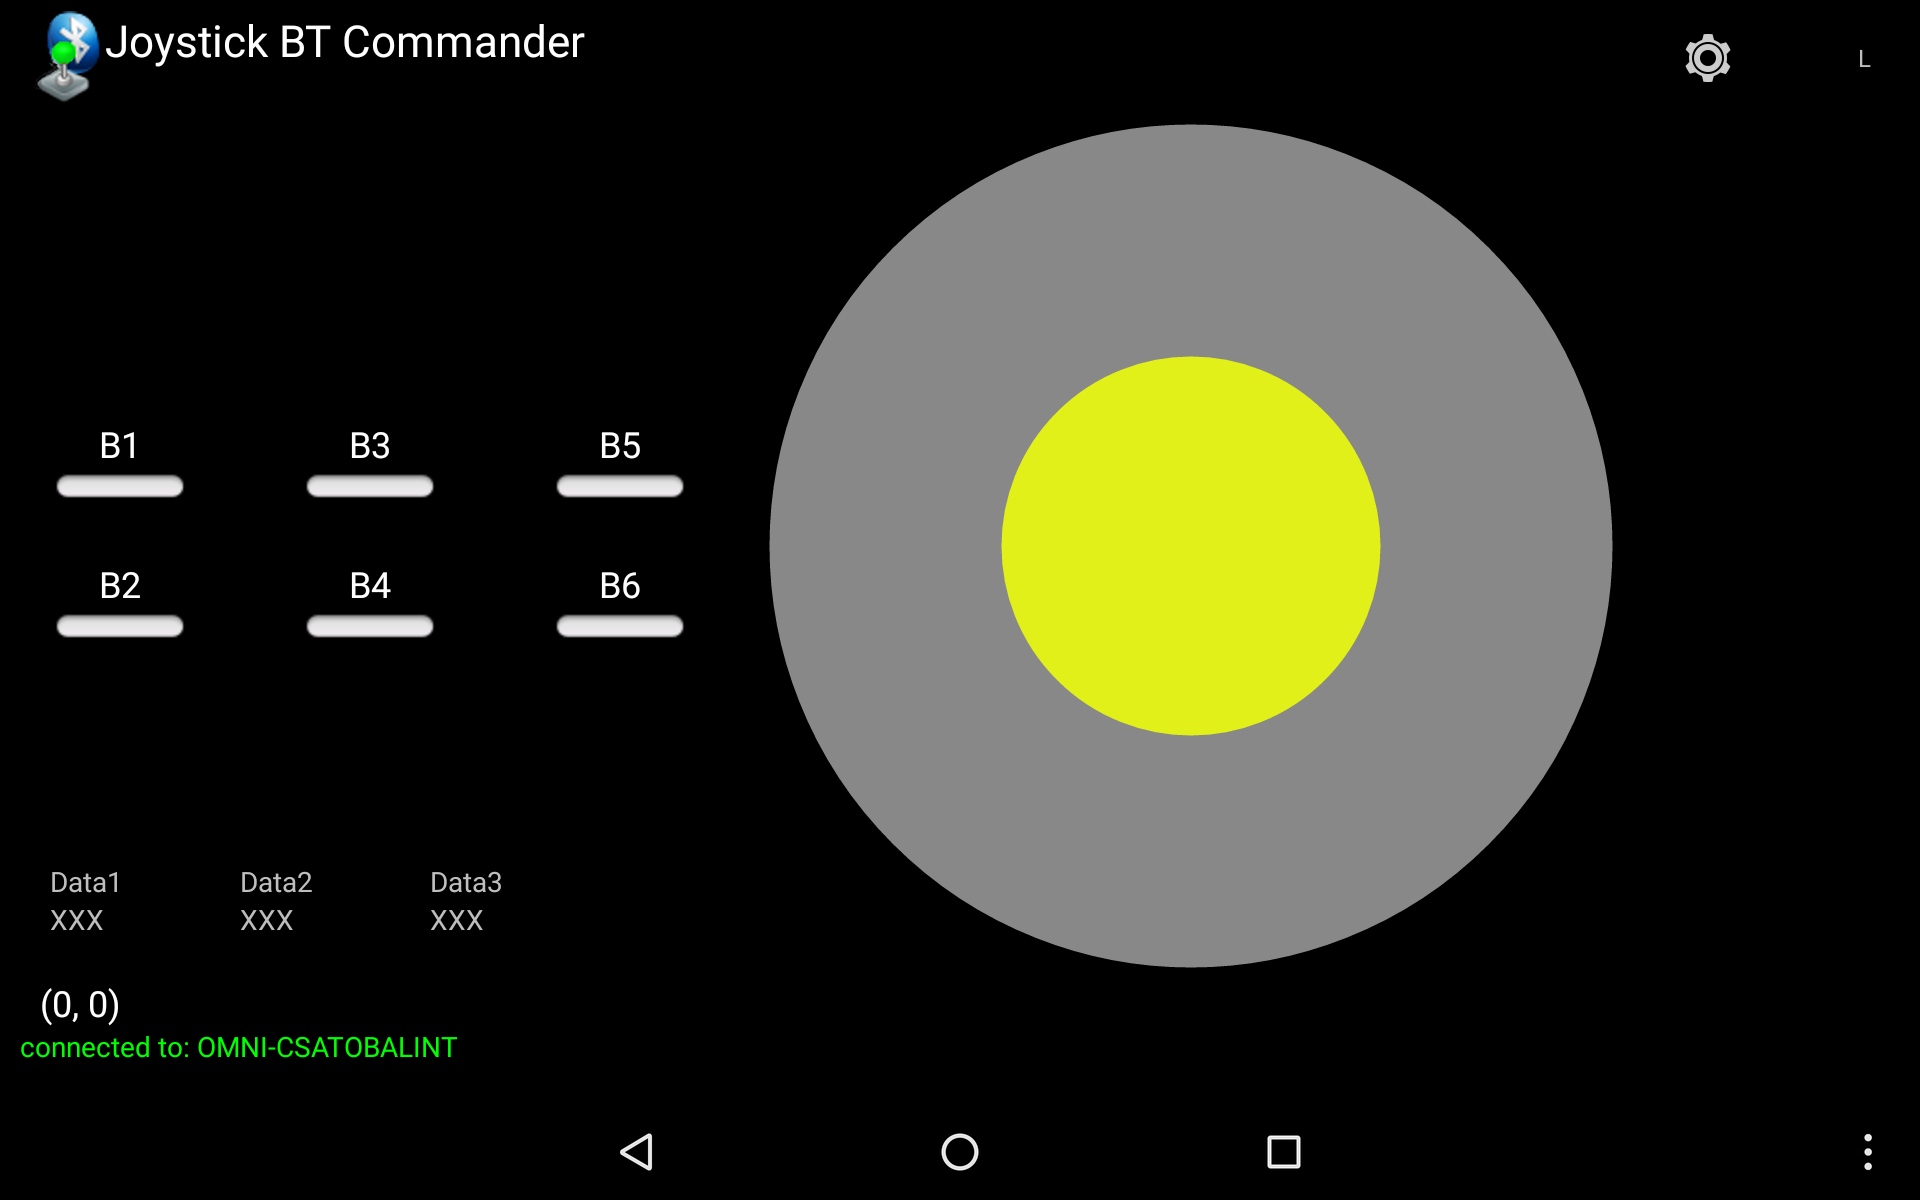 Joystick BT Commander
L
B1 B3 B5
B2 B4 B6
Data1 Data2 Data3
XXX XXX XXX
(0, 0)
connected to: OMNI-CSATOBALINT